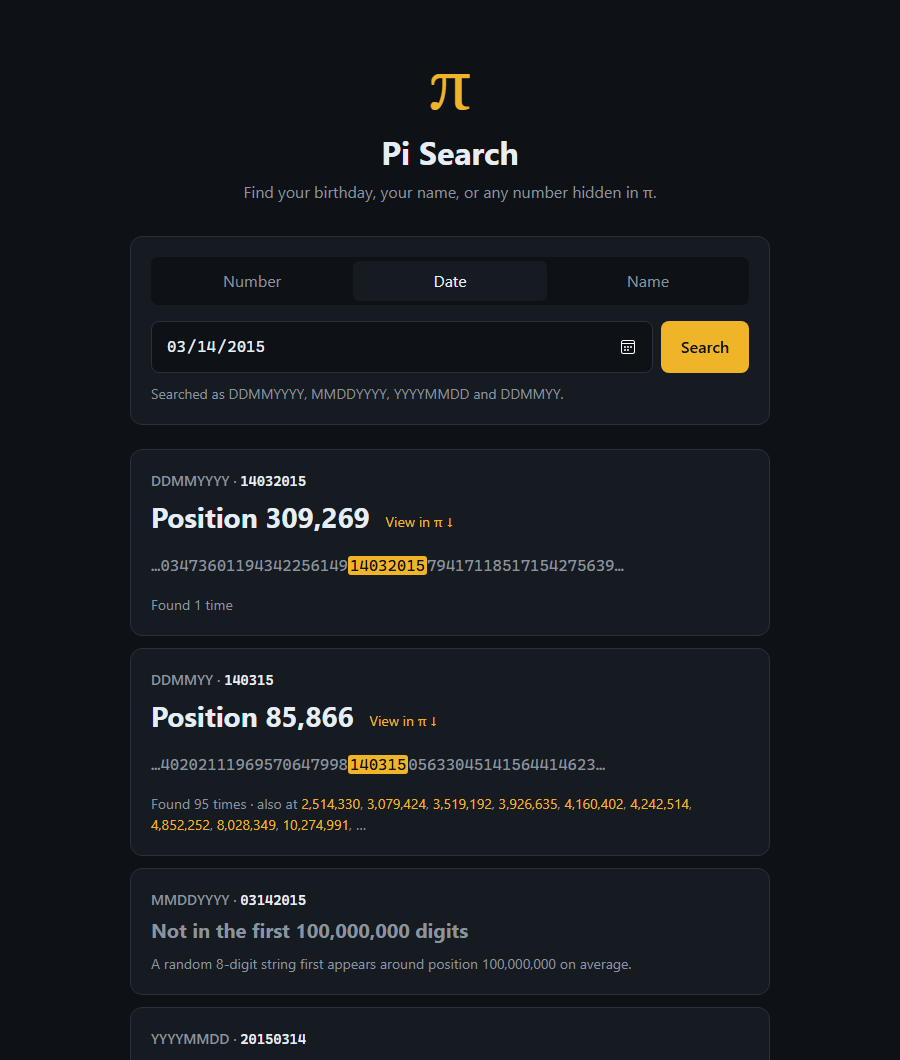 π
Pi Search
Find your birthday, your name, or any number hidden in π.
Number Date Name
03/14/2015 Search
Searched as DDMMYYYY, MMDDYYYY, YYYYMMDD and DDMMYY.
DDMMYYYY · 14032015
Position 309,269 View in π ↓
…034736011943422561491403201579417118517154275639…
Found 1 time
DDMMYY · 140315
Position 85,866 View in π ↓
…4020211196957064799814031505633045141564414623…
Found 95 times · also at 2,514,330, 3,079,424, 3,519,192, 3,926,635, 4,160,402, 4,242,514,
4,852,252, 8,028,349, 10,274,991, …
MMDDYYYY · 03142015
Not in the first 100,000,000 digits
A random 8-digit string first appears around position 100,000,000 on average.
YYYYMMDD · 20150314